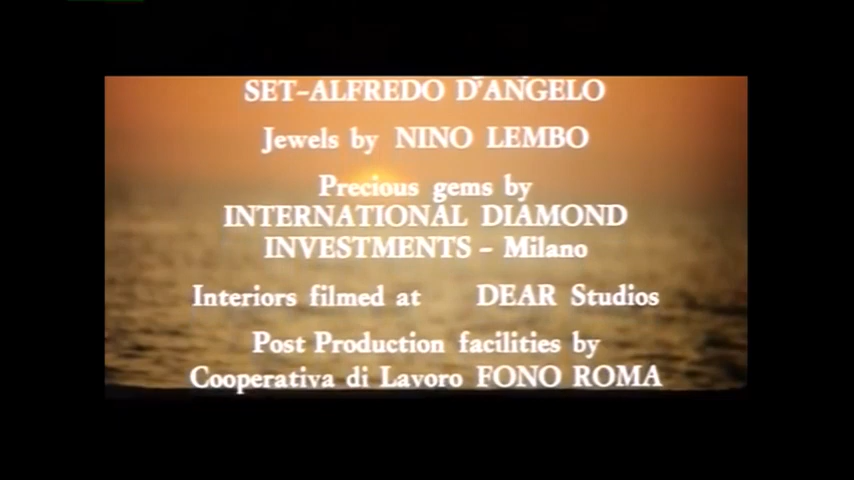 SET-ALFREDO D'ANGELO
Jewels by NINO LEMBO
Precious gems by
INTERNATIONAL DIAMOND
INVESTMENTS - Milano
Interiors filmed at DEAR Studios
Post Production facilities by
Cooperativa di Lavoro FONO ROMA